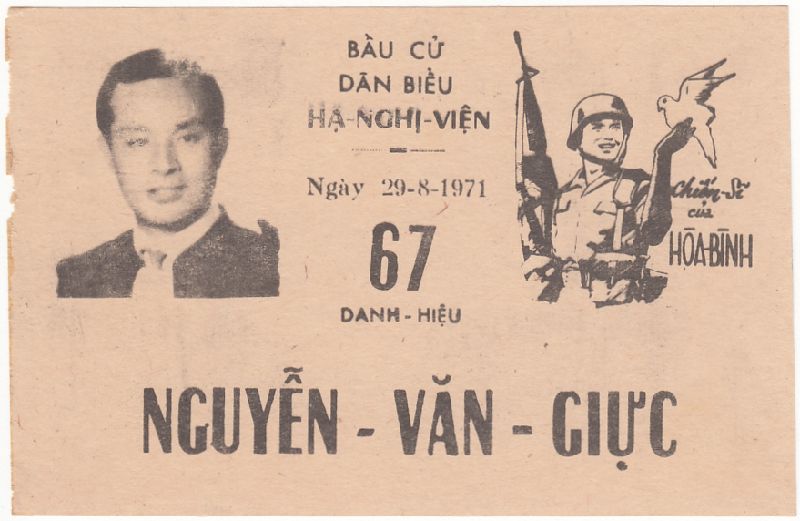 BẦU CỬ
DÂN BIỂU
HẠ-NGHỊ-VIỆN
Ngày 29-8-1971
67
DANH-HIỆU
Chiến-Sĩ
của
HÒA-BÌNH
NGUYỄN - VĂN - GIỰC